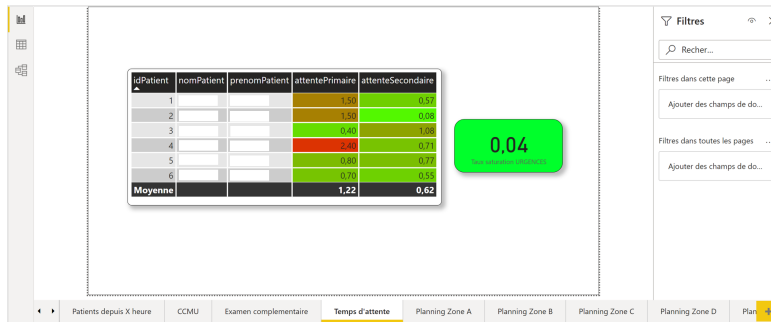 Filtres
Recher...
Filtres dans cette page
Ajouter des champs de do...
Filtres dans toutes les pages
Ajouter des champs de do...
idPatient nomPatient prenomPatient attentePrimaire attenteSecondaire
1 1,50 0,57
2 1,50 0,08
3 0,40 1,08
4 2,40 0,71
5 0,80 0,77
6 0,70 0,55
Moyenne 1,22 0,62
0,04
Taux saturation URGENCES
Patients depuis X heure CCMU Examen complementaire Temps d'attente Planning Zone A Planning Zone B Planning Zone C Planning Zone D Plan